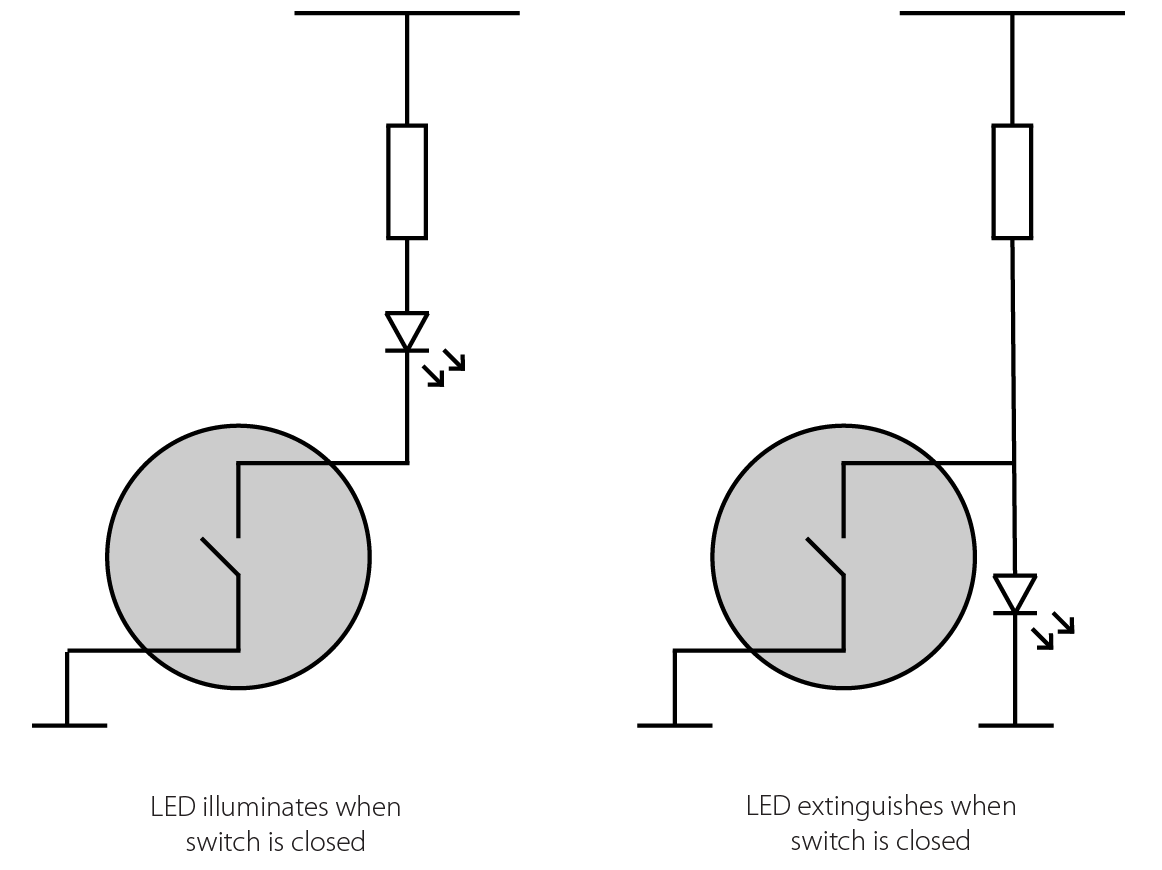 LED illuminates when
switch is closed
LED extinguishes when
switch is closed